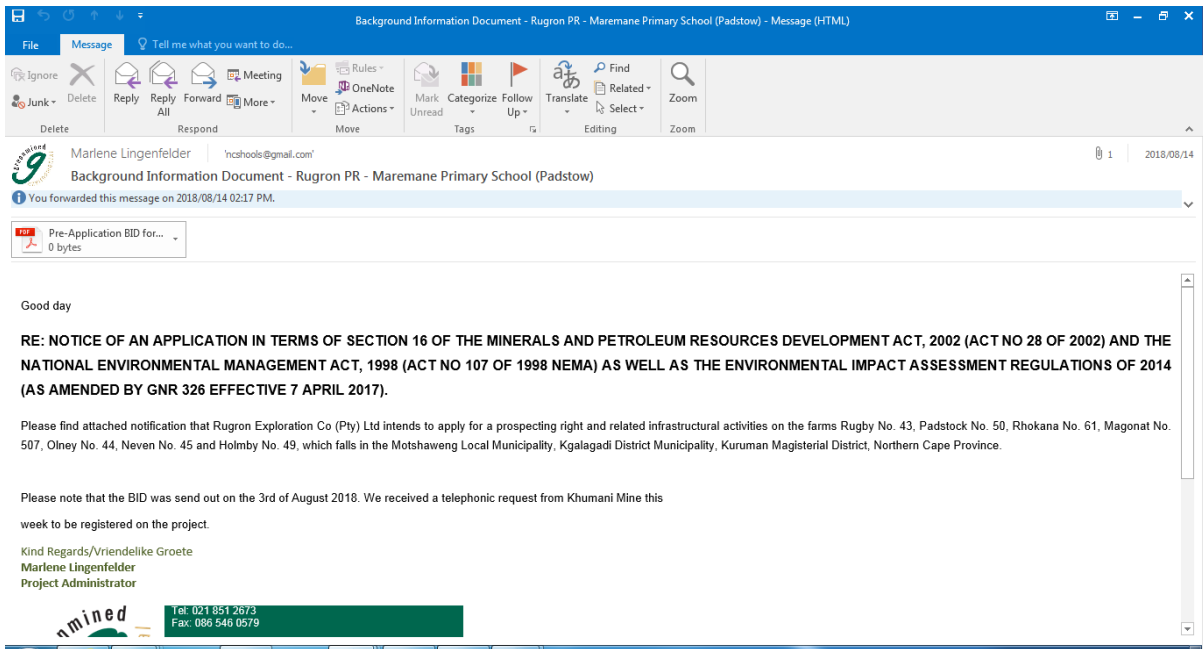 Background Information Document - Rugron PR - Maremane Primary School (Padstow) - Message (HTML)
File Message Tell me what you want to do...
Ignore
Junk
Delete
Reply
Reply All
Forward
Meeting
More
Move
Rules
OneNote
Actions
Mark Unread
Categorize
Follow Up
Translate
Find
Related
Select
Zoom
Delete Respond Move Tags Editing Zoom
Marlene Lingenfelder 'ncshools@gmail.com' 1 2018/08/14
Background Information Document - Rugron PR - Maremane Primary School (Padstow)
You forwarded this message on 2018/08/14 02:17 PM.
PDF
Pre-Application BID for...
0 bytes
Good day
RE: NOTICE OF AN APPLICATION IN TERMS OF SECTION 16 OF THE MINERALS AND PETROLEUM RESOURCES DEVELOPMENT ACT, 2002 (ACT NO 28 OF 2002) AND THE
NATIONAL ENVIRONMENTAL MANAGEMENT ACT, 1998 (ACT NO 107 OF 1998 NEMA) AS WELL AS THE ENVIRONMENTAL IMPACT ASSESSMENT REGULATIONS OF 2014
(AS AMENDED BY GNR 326 EFFECTIVE 7 APRIL 2017).
Please find attached notification that Rugron Exploration Co (Pty) Ltd intends to apply for a prospecting right and related infrastructural activities on the farms Rugby No. 43, Padstock No. 50, Rhokana No. 61, Magonat No.
507, Olney No. 44, Neven No. 45 and Holmby No. 49, which falls in the Motshaweng Local Municipality, Kgalagadi District Municipality, Kuruman Magisterial District, Northern Cape Province.
Please note that the BID was send out on the 3rd of August 2018. We received a telephonic request from Khumani Mine this
week to be registered on the project.
Kind Regards/Vriendelike Groete
Marlene Lingenfelder
Project Administrator
Tel: 021 851 2673
Fax: 086 546 0579